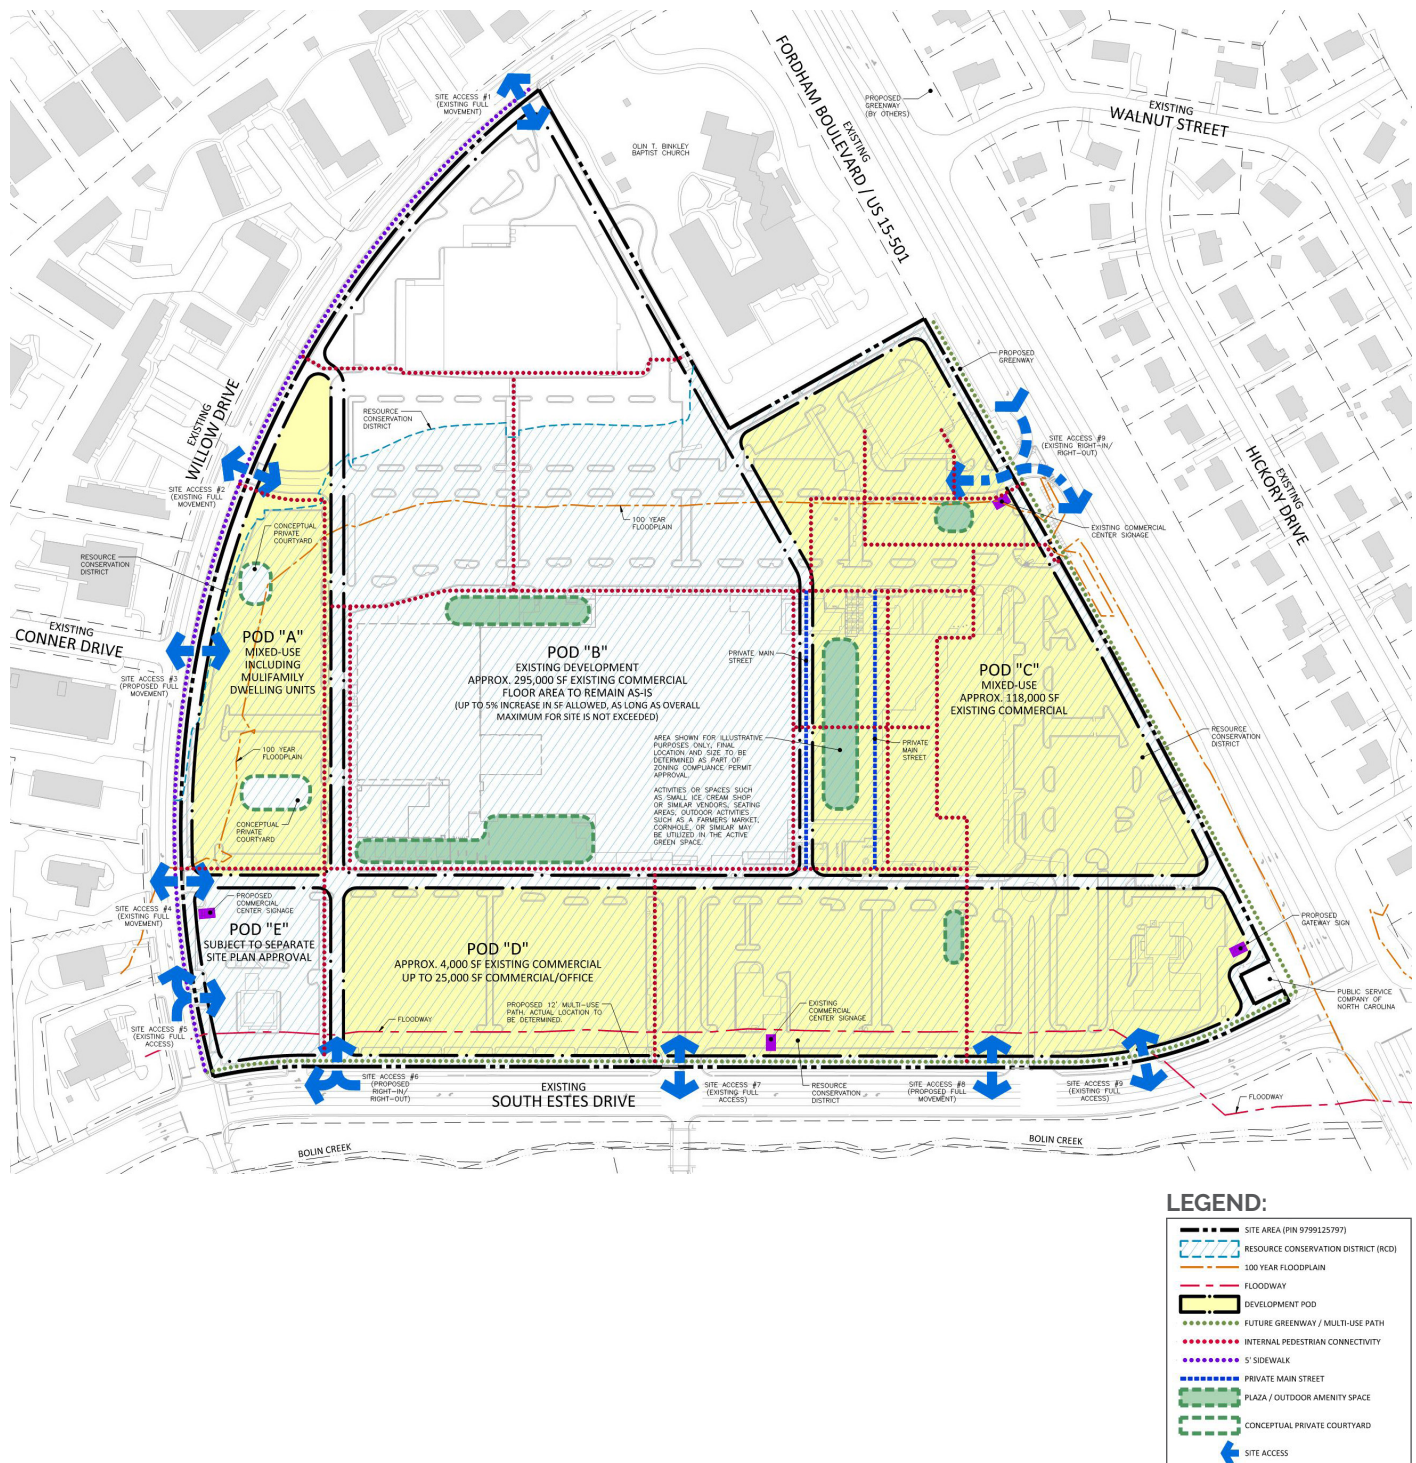 SITE ACCESS #1
(EXISTING FULL
MOVEMENT)
OLIN T. BINKLEY
BAPTIST CHURCH
EXISTING
FORDHAM BOULEVARD / US 15-501
PROPOSED
GREENWAY
(BY OTHERS)
EXISTING
WALNUT STREET
PROPOSED
GREENWAY
EXISTING
WILLOW DRIVE
RESOURCE
CONSERVATION
DISTRICT
SITE ACCESS #9
(EXISTING RIGHT-IN/
RIGHT-OUT)
EXISTING
HICKORY DRIVE
SITE ACCESS #2
(EXISTING FULL
MOVEMENT)
CONCEPTUAL
PRIVATE
COURTYARD
100 YEAR
FLOODPLAIN
EXISTING COMMERCIAL
CENTER SIGNAGE
RESOURCE
CONSERVATION
DISTRICT
EXISTING
CONNER DRIVE
POD "A"
MIXED-USE
INCLUDING
MULIFAMILY
DWELLING UNITS
SITE ACCESS #3
(PROPOSED FULL
MOVEMENT)
POD "B"
EXISTING DEVELOPMENT
APPROX. 295,000 SF EXISTING COMMERCIAL
FLOOR AREA TO REMAIN AS-IS
(UP TO 5% INCREASE IN SF ALLOWED, AS LONG AS OVERALL
MAXIMUM FOR SITE IS NOT EXCEEDED)
PRIVATE MAIN
STREET
POD "C"
MIXED-USE
APPROX. 118,000 SF
EXISTING COMMERCIAL
100 YEAR
FLOODPLAIN
AREA SHOWN FOR ILLUSTRATIVE
PURPOSES ONLY, FINAL
LOCATION AND SIZE TO BE
DETERMINED AS PART OF
ZONING COMPLIANCE PERMIT
APPROVAL.
ACTIVITIES OR SPACES SUCH
AS SMALL ICE CREAM SHOP
OR SIMILAR VENDORS, SEATING
AREAS, OUTDOOR ACTIVITIES
SUCH AS A FARMERS MARKET,
CORNHOLE, OR SIMILAR MAY
BE UTILIZED IN THE ACTIVE
GREEN SPACE.
PRIVATE
MAIN
STREET
RESOURCE
CONSERVATION
DISTRICT
CONCEPTUAL
PRIVATE
COURTYARD
SITE ACCESS #4
(EXISTING FULL
MOVEMENT)
PROPOSED
COMMERCIAL
CENTER SIGNAGE
POD "E"
SUBJECT TO SEPARATE
SITE PLAN APPROVAL
POD "D"
APPROX. 4,000 SF EXISTING COMMERCIAL
UP TO 25,000 SF COMMERCIAL/OFFICE
PROPOSED
GATEWAY SIGN
PUBLIC SERVICE
COMPANY OF
NORTH CAROLINA
SITE ACCESS #5
(EXISTING FULL
ACCESS)
FLOODWAY
PROPOSED 12' MULTI-USE
PATH. ACTUAL LOCATION TO
BE DETERMINED.
EXISTING
COMMERCIAL
CENTER SIGNAGE
SITE ACCESS #6
(PROPOSED
RIGHT-IN/
RIGHT-OUT)
EXISTING
SOUTH ESTES DRIVE
SITE ACCESS #7
(EXISTING FULL
ACCESS)
RESOURCE
CONSERVATION
DISTRICT
SITE ACCESS #8
(PROPOSED FULL
MOVEMENT)
SITE ACCESS #9
(EXISTING FULL
ACCESS)
FLOODWAY
BOLIN CREEK
BOLIN CREEK
LEGEND:
SITE AREA (PIN 9799125797)
RESOURCE CONSERVATION DISTRICT (RCD)
100 YEAR FLOODPLAIN
FLOODWAY
DEVELOPMENT POD
FUTURE GREENWAY / MULTI-USE PATH
INTERNAL PEDESTRIAN CONNECTIVITY
5' SIDEWALK
PRIVATE MAIN STREET
PLAZA / OUTDOOR AMENITY SPACE
CONCEPTUAL PRIVATE COURTYARD
SITE ACCESS